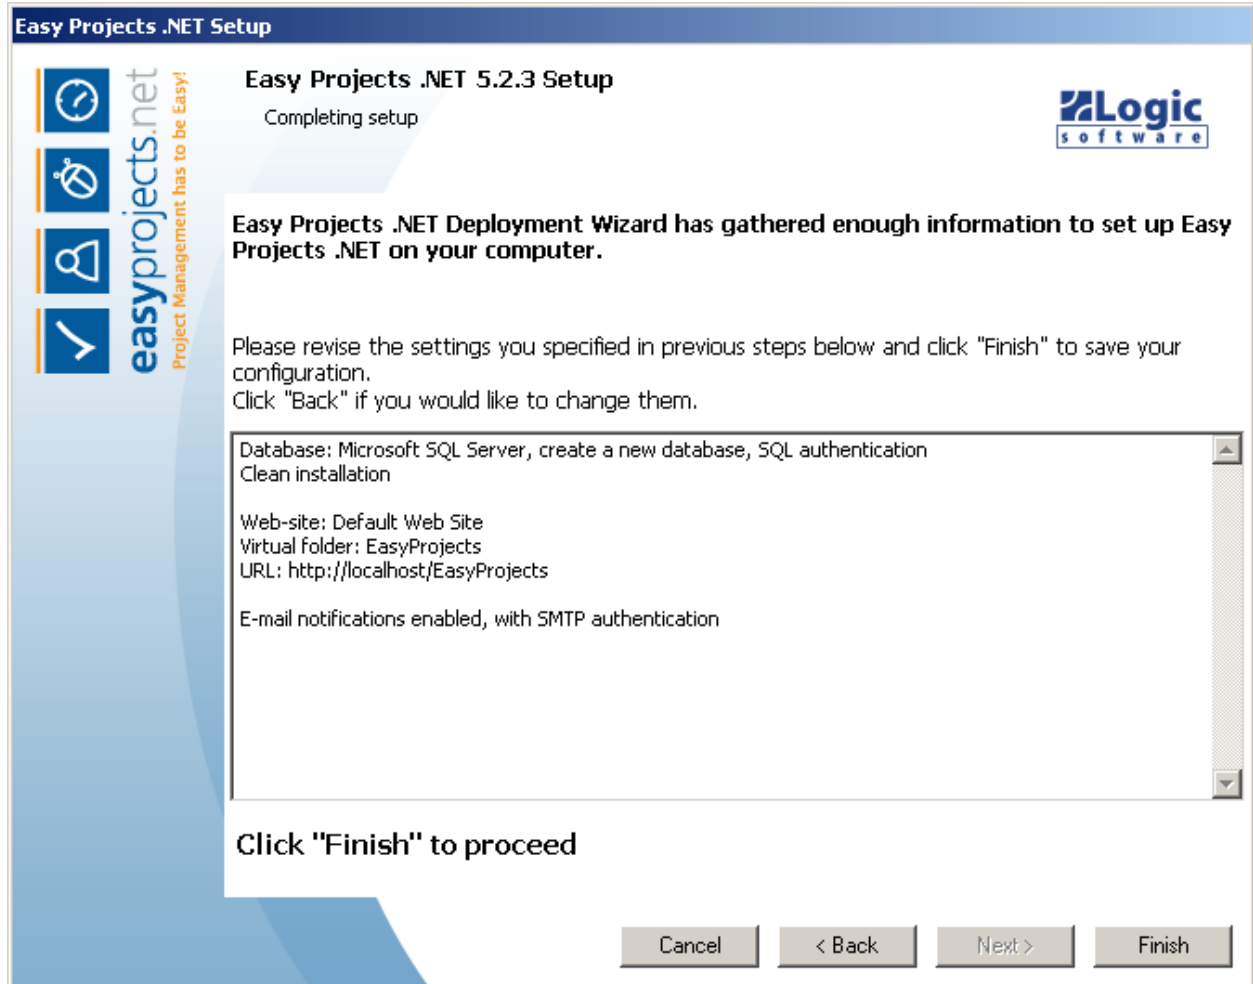 Easy Projects .NET Setup
easyprojects.net
Project Management has to be Easy!
Easy Projects .NET 5.2.3 Setup
Completing setup
Logic
software
Easy Projects .NET Deployment Wizard has gathered enough information to set up Easy
Projects .NET on your computer.
Please revise the settings you specified in previous steps below and click "Finish" to save your
configuration.
Click "Back" if you would like to change them.
Database: Microsoft SQL Server, create a new database, SQL authentication
Clean installation
Web-site: Default Web Site
Virtual folder: EasyProjects
URL: http://localhost/EasyProjects
E-mail notifications enabled, with SMTP authentication
Click "Finish" to proceed
Cancel
< Back
Next >
Finish